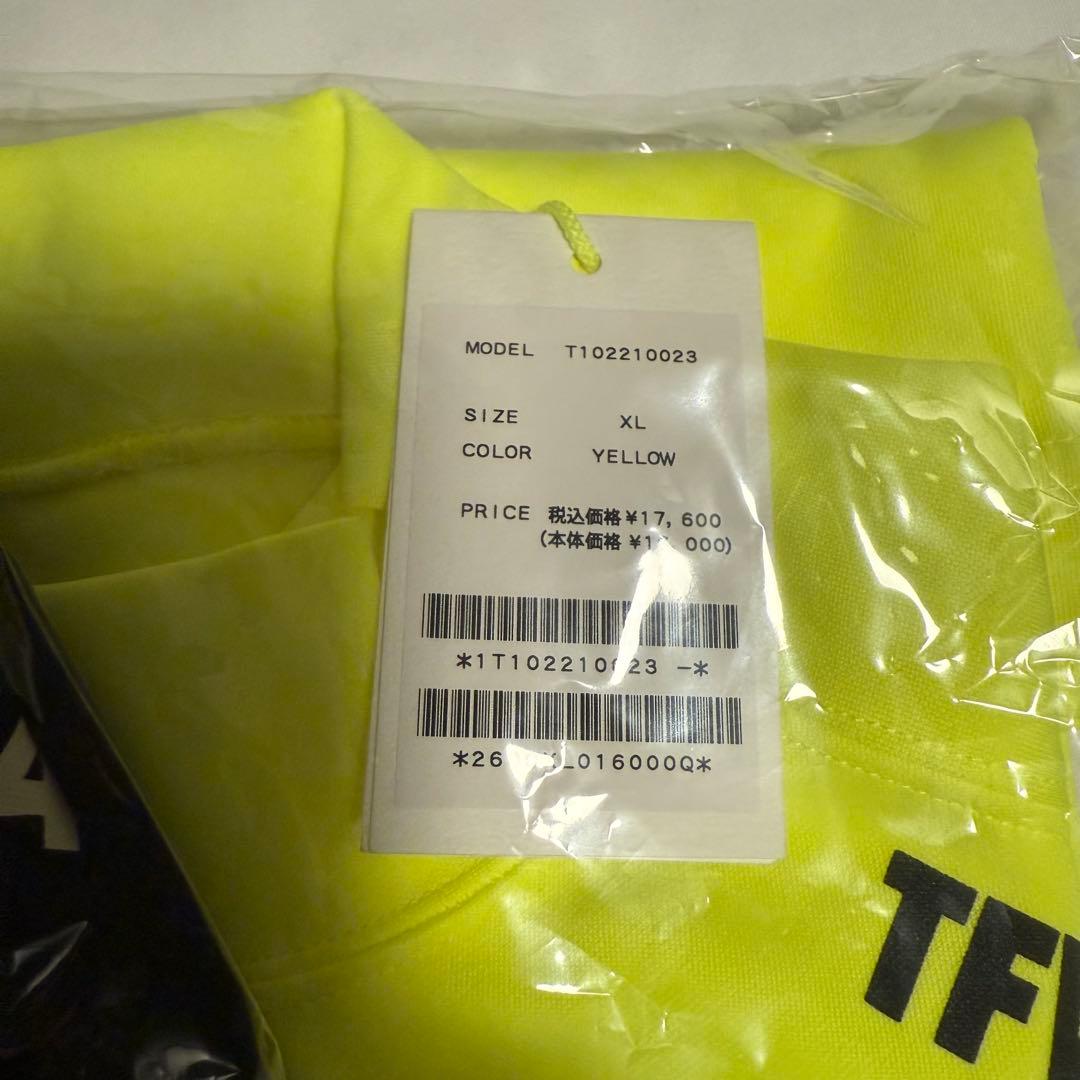 MODEL T102210023
SIZE XL
COLOR YELLOW
PRICE 税込価格 ¥17,600
(本体価格
*1T102210023 -*
TF